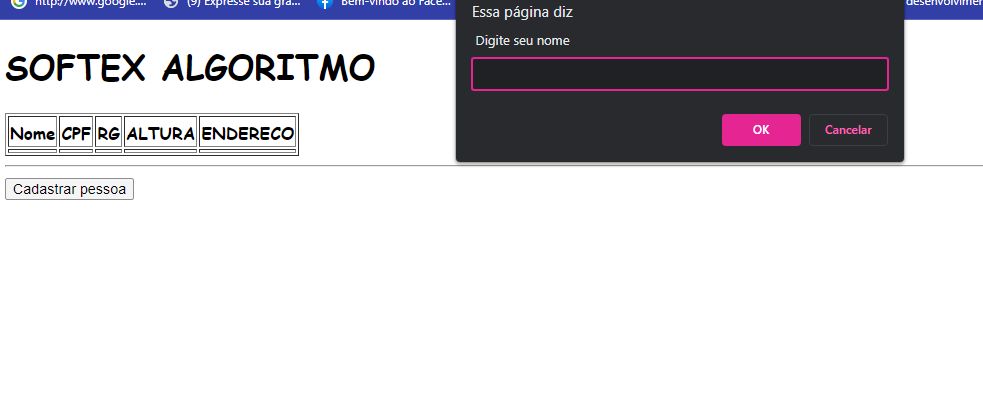 http://www.google.... (9) Expresse sua gra... Bem-vindo ao Face... desenvolvimen
Essa página diz
Digite seu nome
OK Cancelar
SOFTEX ALGORITMO
Nome CPF RG ALTURA ENDERECO
Cadastrar pessoa